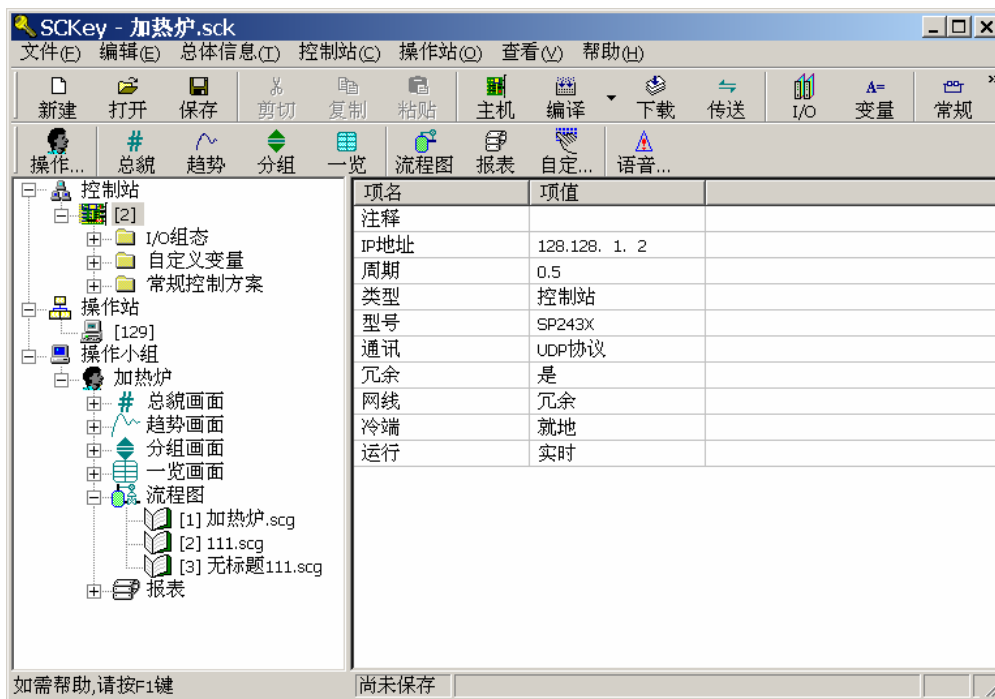 SCKey - 加热炉.sck
文件(F) 编辑(E) 总体信息(T) 控制站(C) 操作站(O) 查看(V) 帮助(H)
新建 打开 保存 剪切 复制 粘贴 主机 编译 下载 传送 I/O 变量 常规
操作... 总貌 趋势 分组 一览 流程图 报表 自定... 语音...
控制站
[2]
I/O组态
自定义变量
常规控制方案
操作站
[129]
操作小组
加热炉
总貌画面
趋势画面
分组画面
一览画面
流程图
[1] 加热炉.scg
[2] 111.scg
[3] 无标题111.scg
报表
项名 项值
注释
IP地址 128.128. 1. 2
周期 0.5
类型 控制站
型号 SP243X
通讯 UDP协议
冗余 是
网线 冗余
冷端 就地
运行 实时
如需帮助,请按F1键 尚未保存